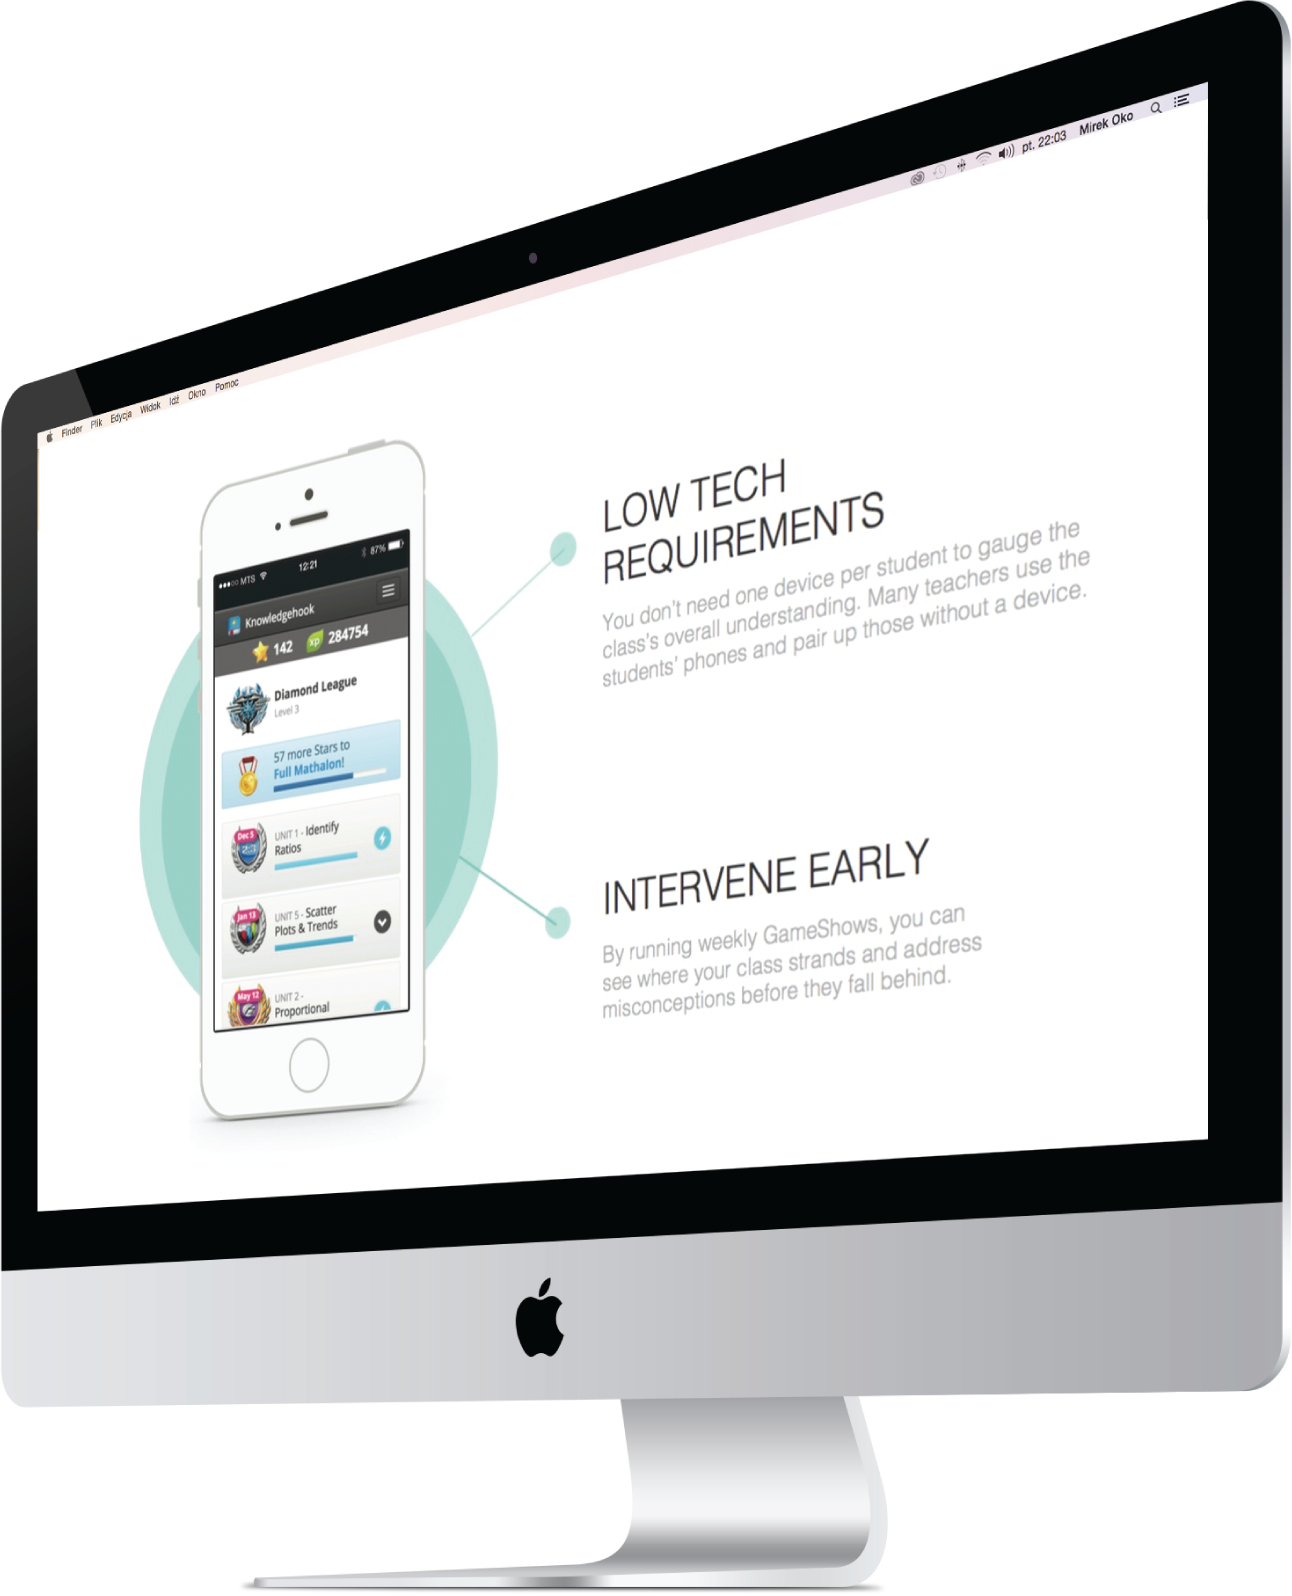 Finder Plik Edycja Widok Idź Okno Pomoc
pt. 22:03 Mirek Oko
MTS 12:21 87%
Knowledgehook
142 xp 284754
Diamond League
Level 3
57 more Stars to
Full Mathalon!
Dec 5
UNIT 1 - Identify
Ratios
Jan 13
UNIT 5 - Scatter
Plots & Trends
May 12
UNIT 2 -
Proportional
LOW TECH
REQUIREMENTS
You don't need one device per student to gauge the
class's overall understanding. Many teachers use the
students' phones and pair up those without a device.
INTERVENE EARLY
By running weekly GameShows, you can
see where your class strands and address
misconceptions before they fall behind.